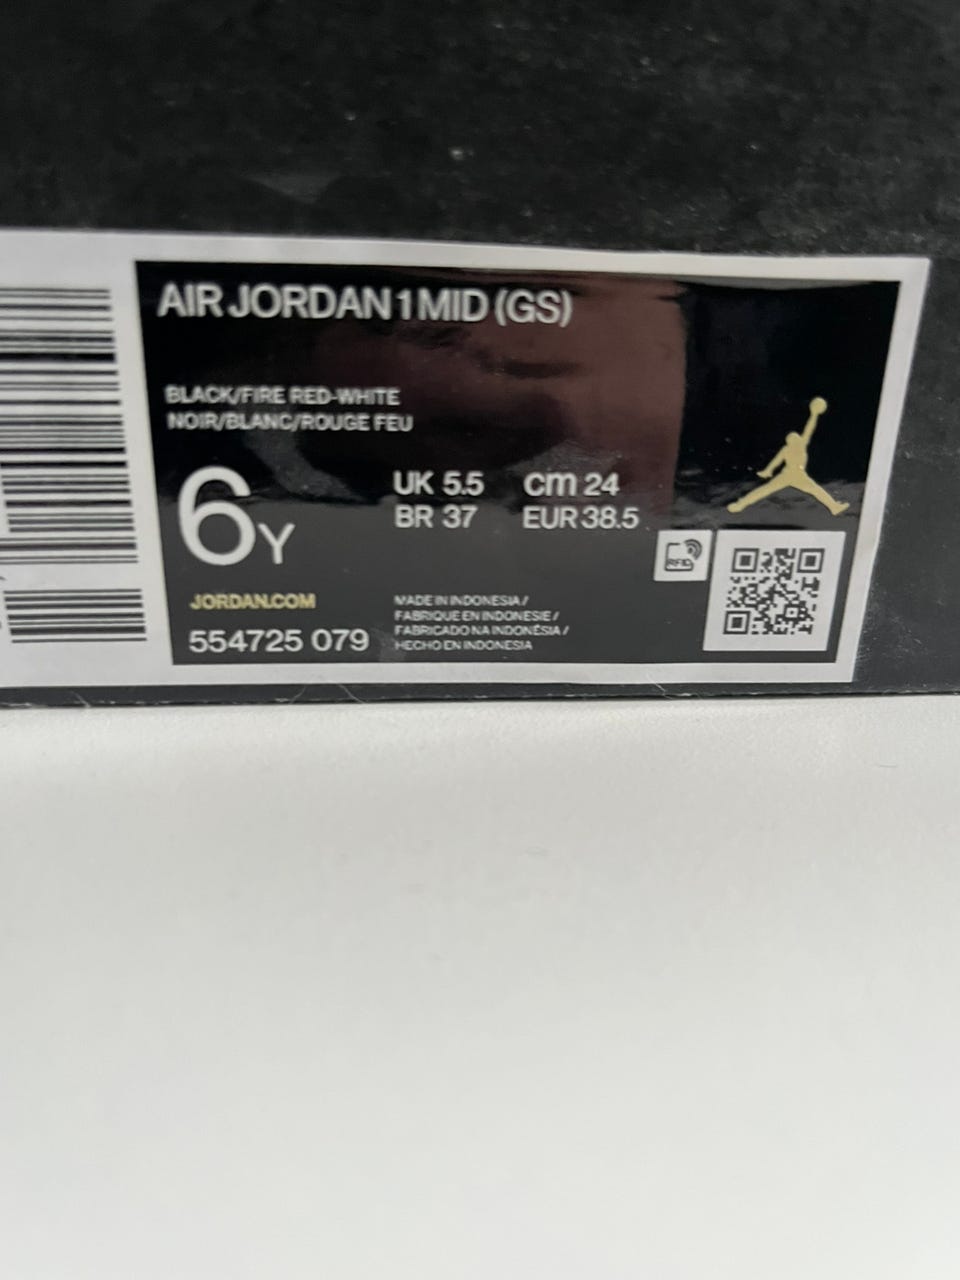 AIR JORDAN 1 MID (GS)
BLACK/FIRE RED-WHITE
NOIR/BLANC/ROUGE FEU
6Y
UK 5.5 cm 24
BR 37 EUR 38.5
RFID
JORDAN.COM
554725 079
MADE IN INDONESIA /
FABRIQUE EN INDONESIE /
FABRICADO NA INDONÉSIA /
HECHO EN INDONESIA